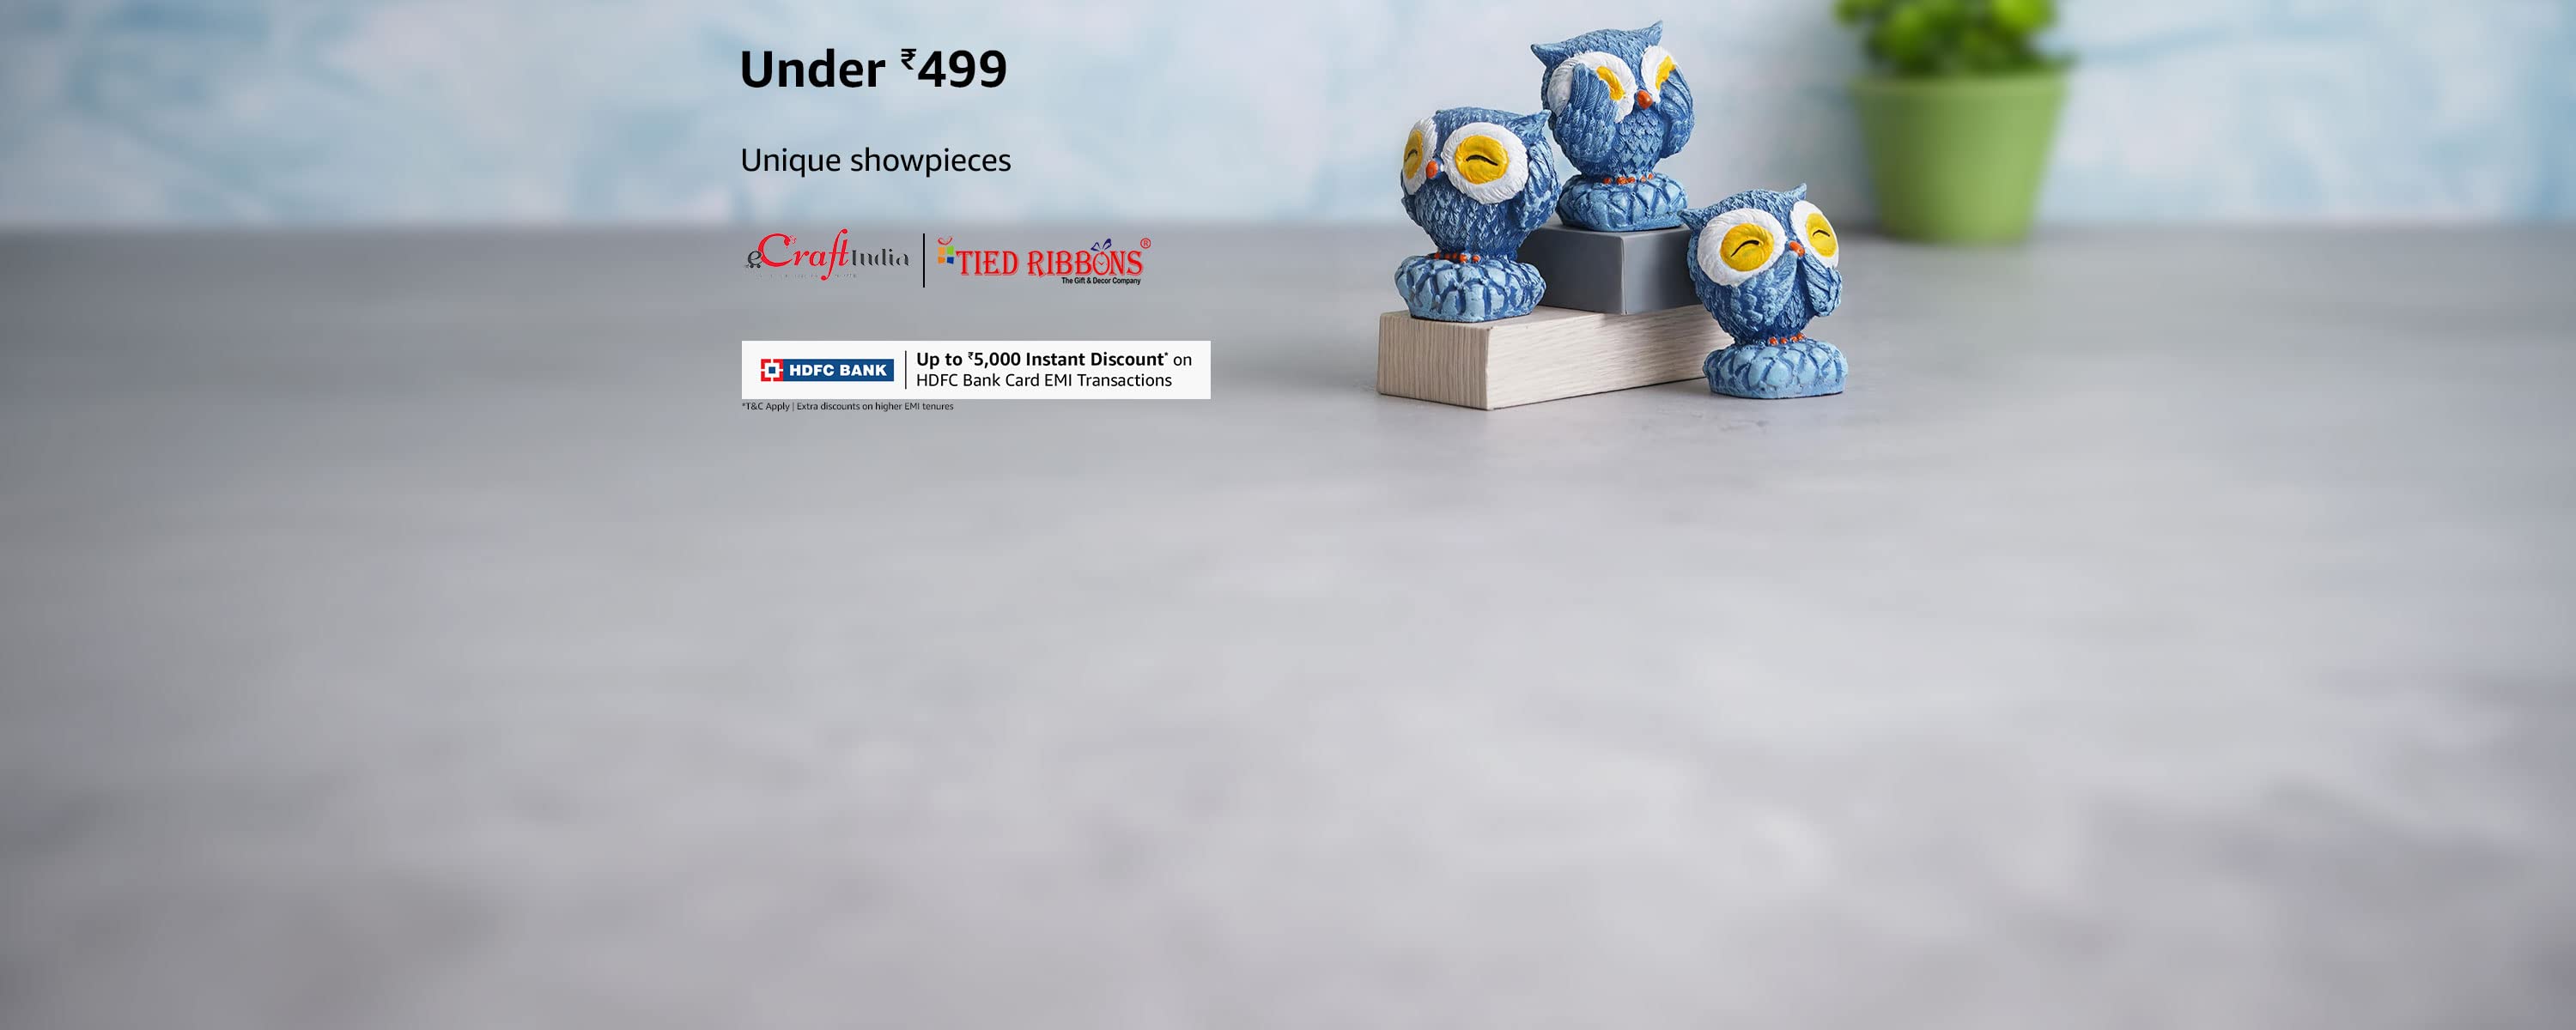 Under ₹499
Unique showpieces
eCraftIndia
TIED RIBBONS®
The Gift & Decor Company
HDFC BANK
Up to ₹5,000 Instant Discount* on
HDFC Bank Card EMI Transactions
*T&C Apply | Extra discounts on higher EMI tenures